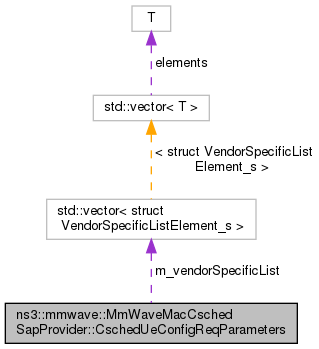 T
elements
std::vector< T >
< struct VendorSpecificList
Element_s >
std::vector< struct
VendorSpecificListElement_s >
m_vendorSpecificList
ns3::mmwave::MmWaveMacCsched
SapProvider::CschedUeConfigReqParameters